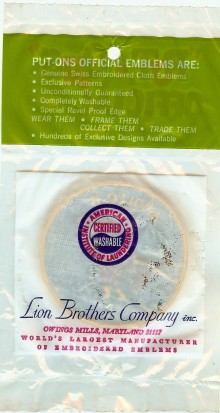 PUT-ONS OFFICIAL EMBLEMS ARE:
• Genuine Swiss Embroidered Cloth Emblems
• Exclusive Patterns
• Unconditionally Guaranteed
• Completely Washable
• Special Ravel Proof Edge
WEAR THEM • FRAME THEM
COLLECT THEM • TRADE THEM
• Hundreds of Exclusive Designs Available
AMERICAN
CERTIFIED
WASHABLE
INSTITUTE OF LAUNDERING
Lion Brothers Company inc.
OWINGS MILLS, MARYLAND 21117
WORLD'S LARGEST MANUFACTURER
OF EMBROIDERED EMBLEMS